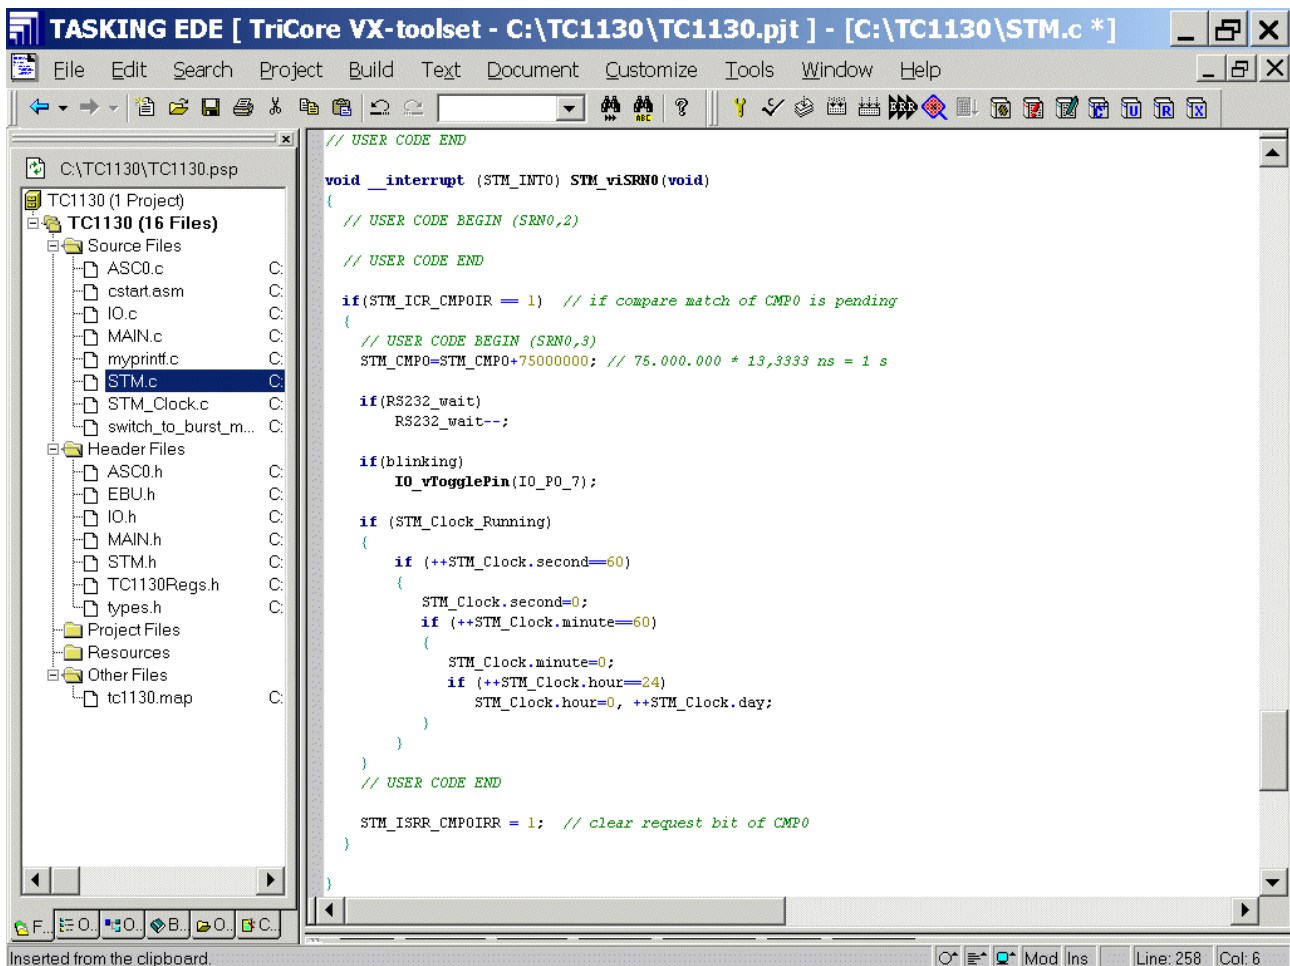 TASKING EDE [ TriCore VX-toolset - C:\TC1130\TC1130.pjt ] - [C:\TC1130\STM.c *]
File Edit Search Project Build Text Document Customize Tools Window Help
C:\TC1130\TC1130.psp
TC1130 (1 Project)
TC1130 (16 Files)
Source Files
ASC0.c C:
cstart.asm C:
IO.c C:
MAIN.c C:
myprintf.c C:
STM.c C:
STM_Clock.c C:
switch_to_burst_m... C:
Header Files
ASC0.h C:
EBU.h C:
IO.h C:
MAIN.h C:
STM.h C:
TC1130Regs.h C:
types.h C:
Project Files
Resources
Other Files
tc1130.map C:
F... O... O... B... O... C...
// USER CODE END
void __interrupt (STM_INT0) STM_viSRN0(void)
{
// USER CODE BEGIN (SRN0,2)
// USER CODE END
if(STM_ICR_CMP0IR == 1) // if compare match of CMP0 is pending
{
// USER CODE BEGIN (SRN0,3)
STM_CMP0=STM_CMP0+75000000; // 75.000.000 * 13,3333 ns = 1 s
if(RS232_wait)
RS232_wait--;
if(blinking)
IO_vTogglePin(IO_P0_7);
if (STM_Clock_Running)
{
if (++STM_Clock.second==60)
{
STM_Clock.second=0;
if (++STM_Clock.minute==60)
{
STM_Clock.minute=0;
if (++STM_Clock.hour==24)
STM_Clock.hour=0, ++STM_Clock.day;
}
}
}
// USER CODE END
STM_ISRR_CMP0IRR = 1; // clear request bit of CMP0
}
}
Inserted from the clipboard. Mod Ins Line: 258 Col: 6